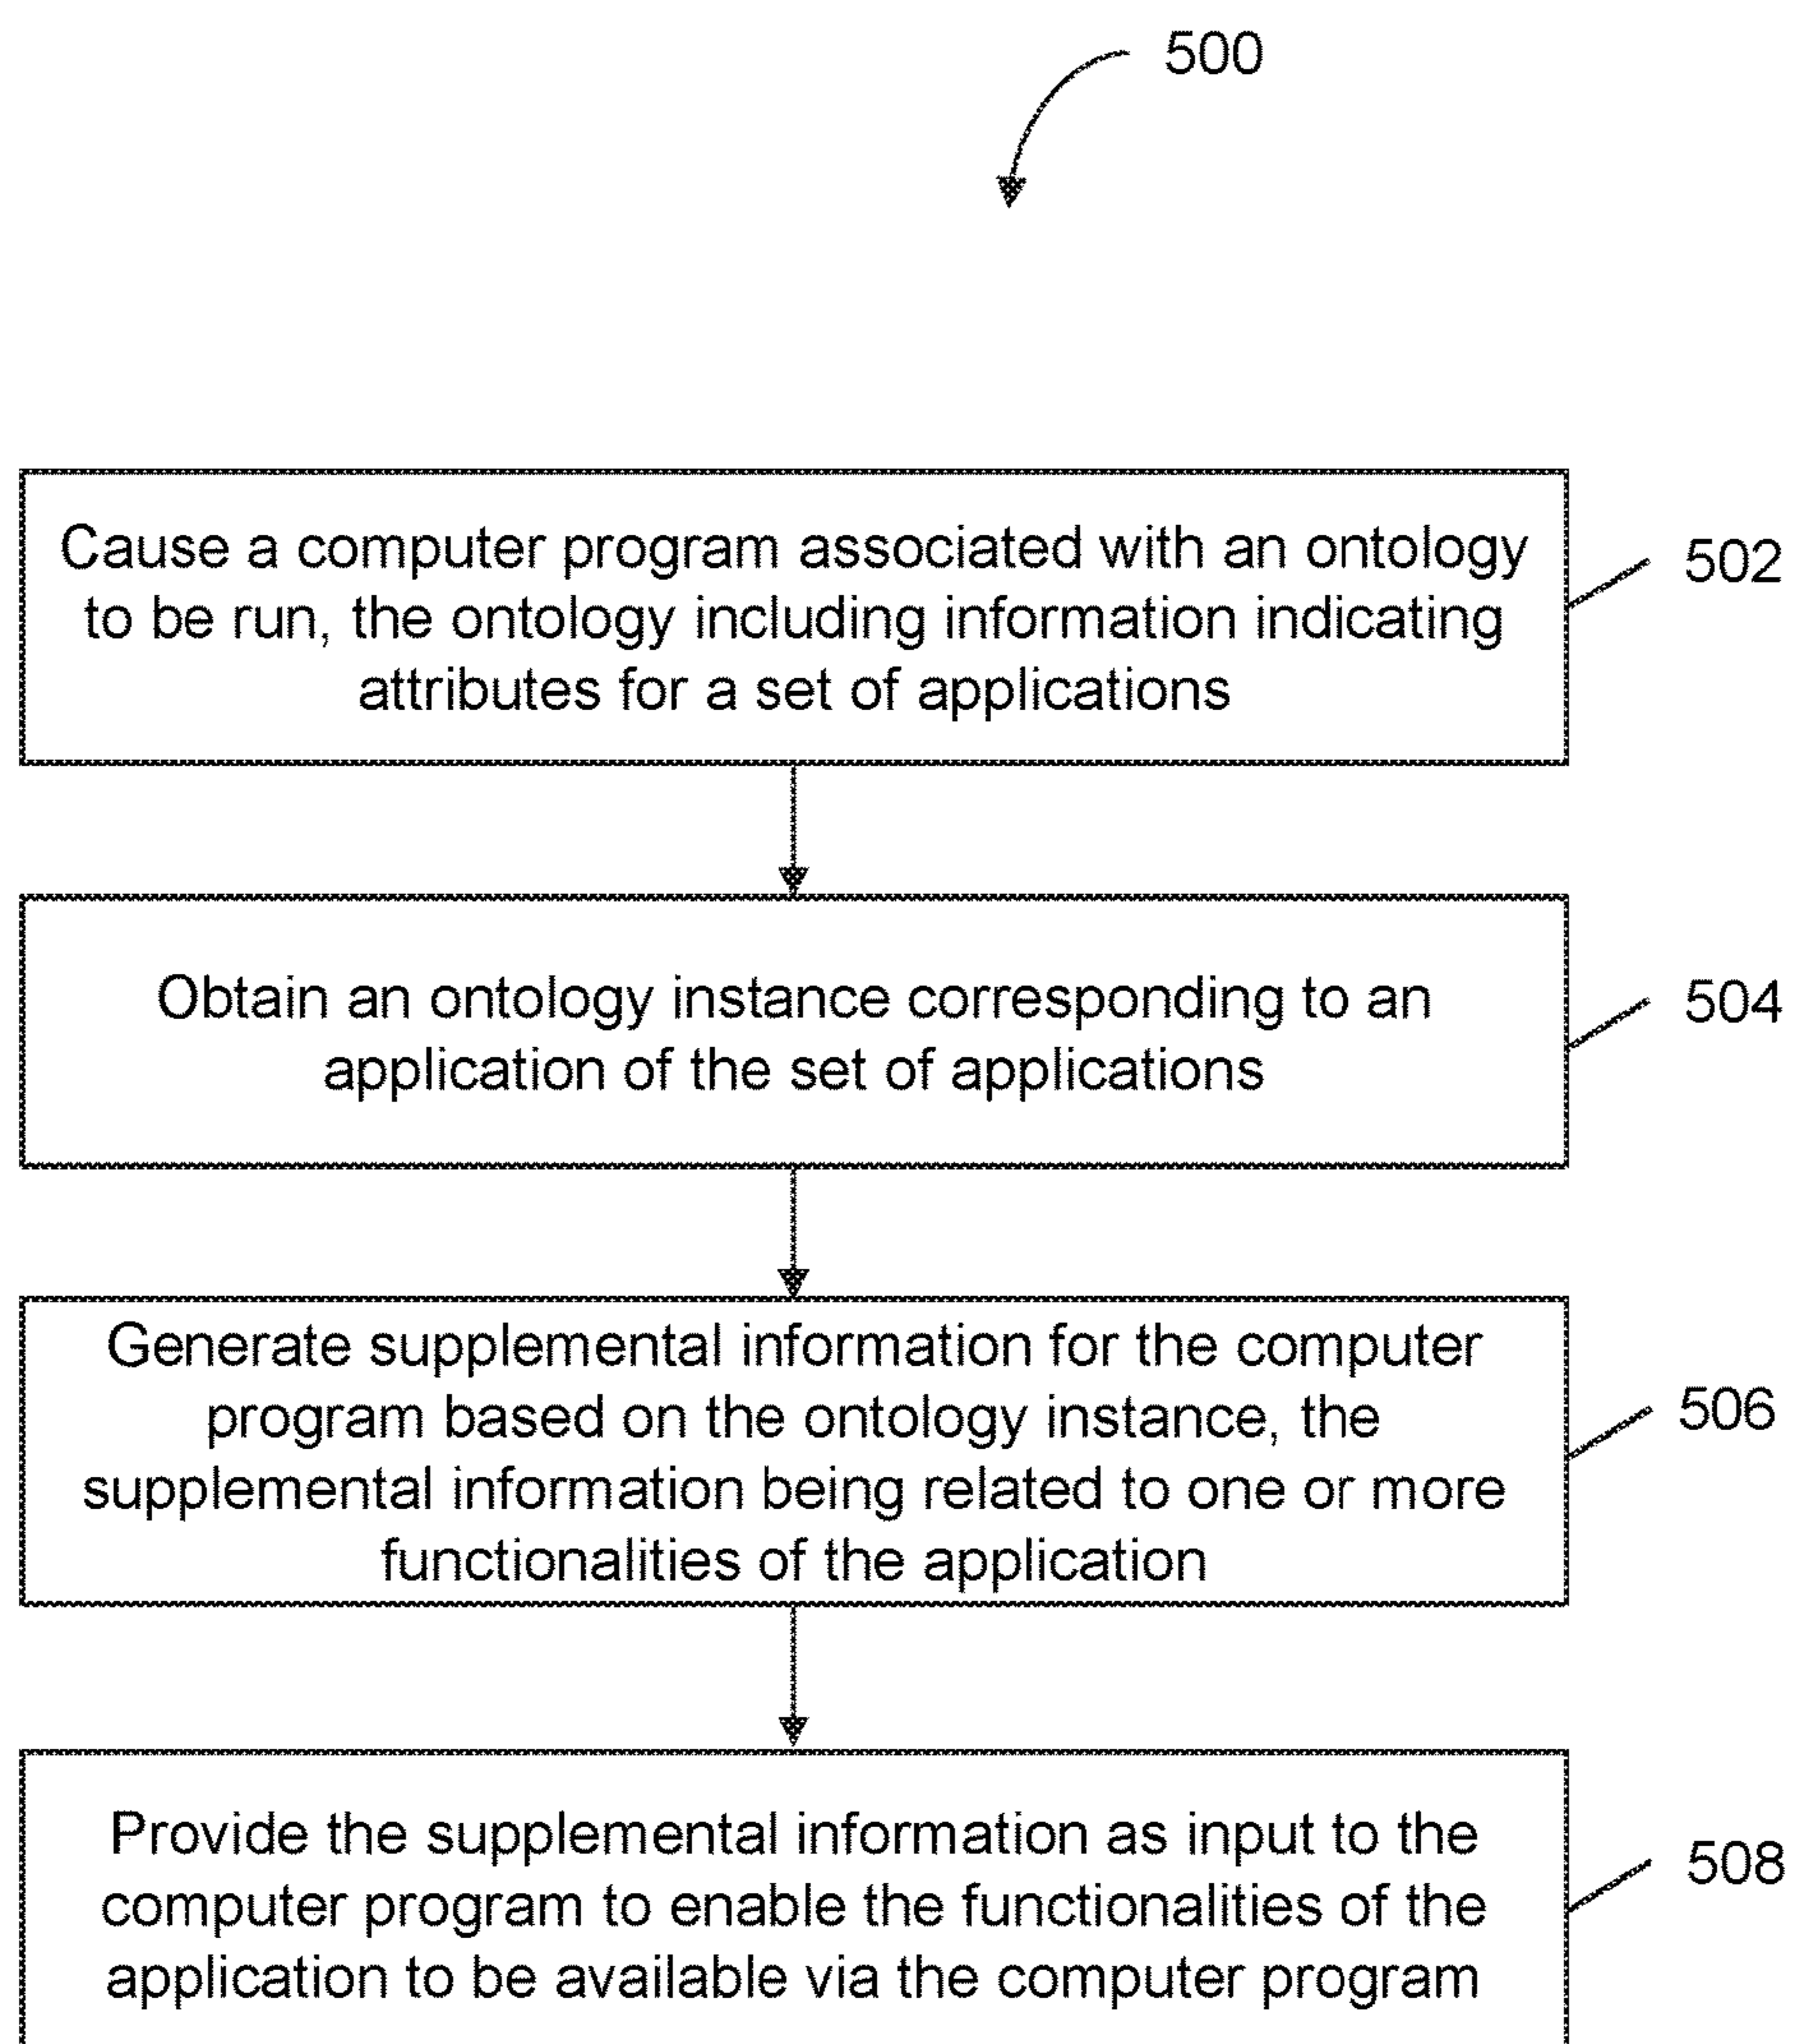 500
Cause a computer program associated with an ontology
to be run, the ontology including information indicating
attributes for a set of applications
502
Obtain an ontology instance corresponding to an
application of the set of applications
504
Generate supplemental information for the computer
program based on the ontology instance, the
supplemental information being related to one or more
functionalities of the application
506
Provide the supplemental information as input to the
computer program to enable the functionalities of the
application to be available via the computer program
508